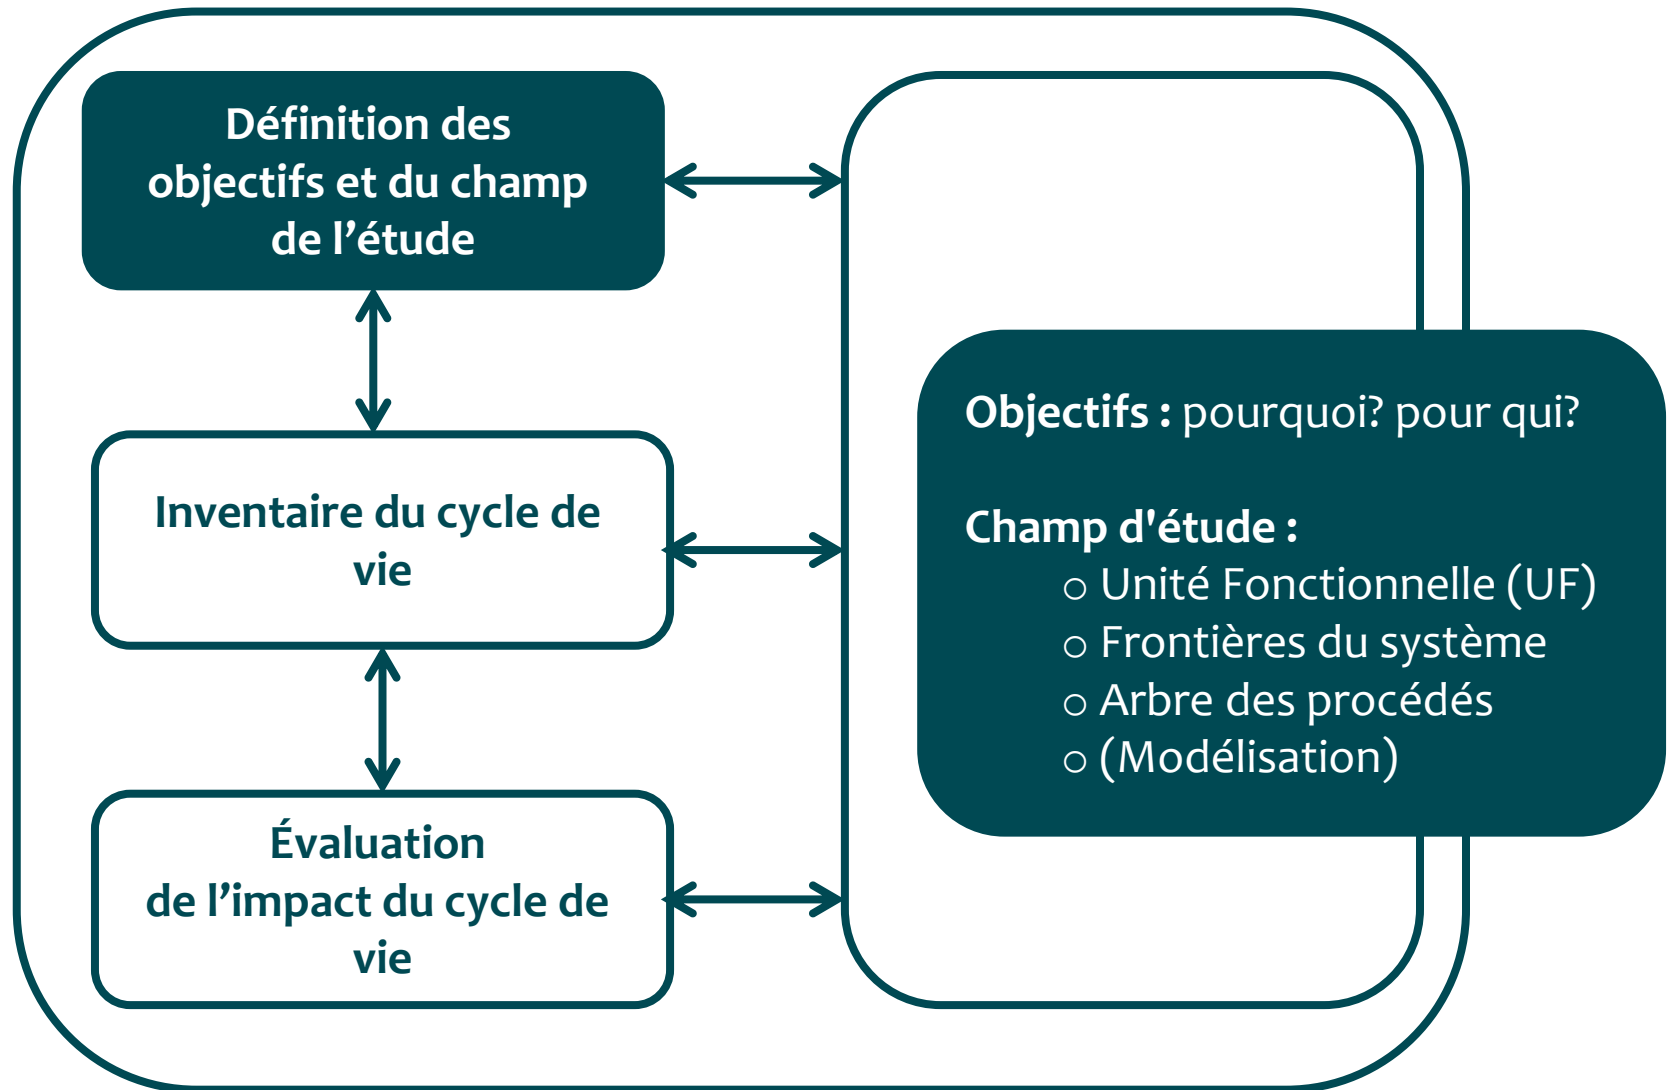 Définition des
objectifs et du champ
de l’étude
Inventaire du cycle de
vie
Évaluation
de l’impact du cycle de
vie
Objectifs : pourquoi? pour qui?
Champ d'étude :
o Unité Fonctionnelle (UF)
o Frontières du système
o Arbre des procédés
o (Modélisation)